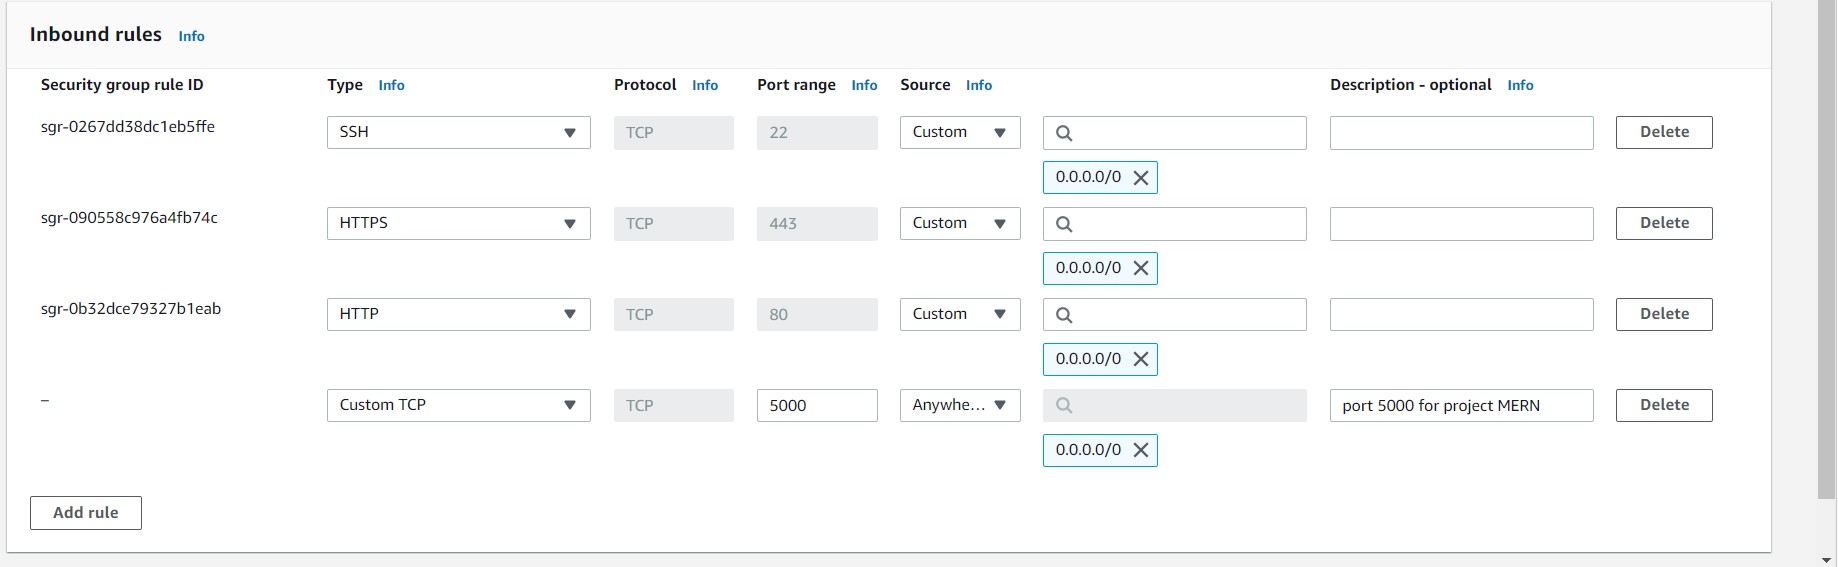 Inbound rules Info
Security group rule ID Type Info Protocol Info Port range Info Source Info Description - optional Info
sgr-0267dd38dc1eb5ffe SSH TCP 22 Custom Delete
0.0.0.0/0
sgr-090558c976a4fb74c HTTPS TCP 443 Custom Delete
0.0.0.0/0
sgr-0b32dce79327b1eab HTTP TCP 80 Custom Delete
0.0.0.0/0
– Custom TCP TCP 5000 Anywhe... port 5000 for project MERN Delete
0.0.0.0/0
Add rule